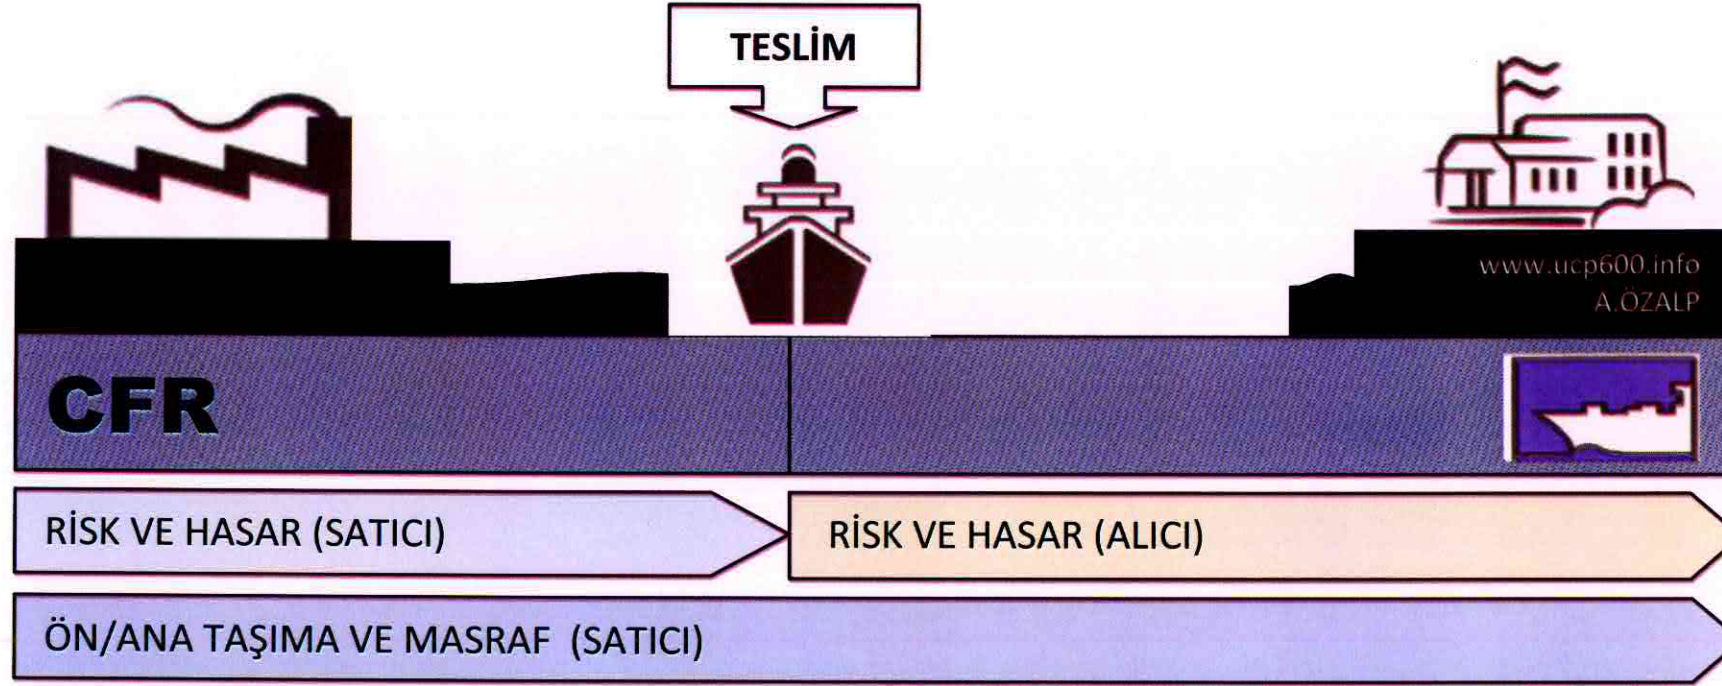 TESLİM
www.ucp600.info
A.ÖZALP
CFR
RİSK VE HASAR (SATICI)
RİSK VE HASAR (ALICI)
ÖN/ANA TAŞIMA VE MASRAF (SATICI)